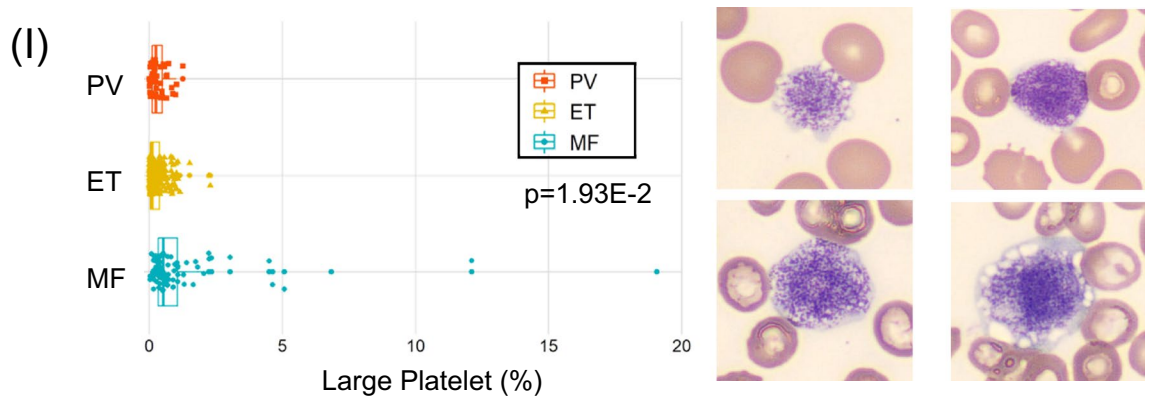 (I)
PV
ET
MF
PV
ET
MF
p=1.93E-2
0 5 10 15 20
Large Platelet (%)